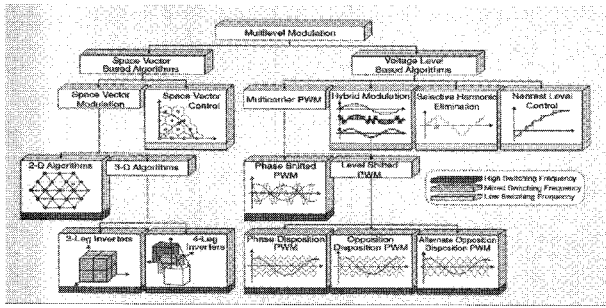 Multilevel Modulation
Space Vector
Based Algorithms
Voltage Level
Based Algorithms
Space Vector
Modulation
Space Vector
Control
Multicarrier PWM
Hybrid Modulation
Selective Harmonic
Elimination
Nearest Level
Control
2-D Algorithms
3-D Algorithms
Phase Shifted
PWM
Level Shifted
PWM
High Switching Frequency
Mixed Switching Frequency
Low Switching Frequency
3-Leg Inverters
4-Leg
Inverters
Phase Disposition
PWM
Opposition
Disposition PWM
Alternate Opposition
Disposition PWM